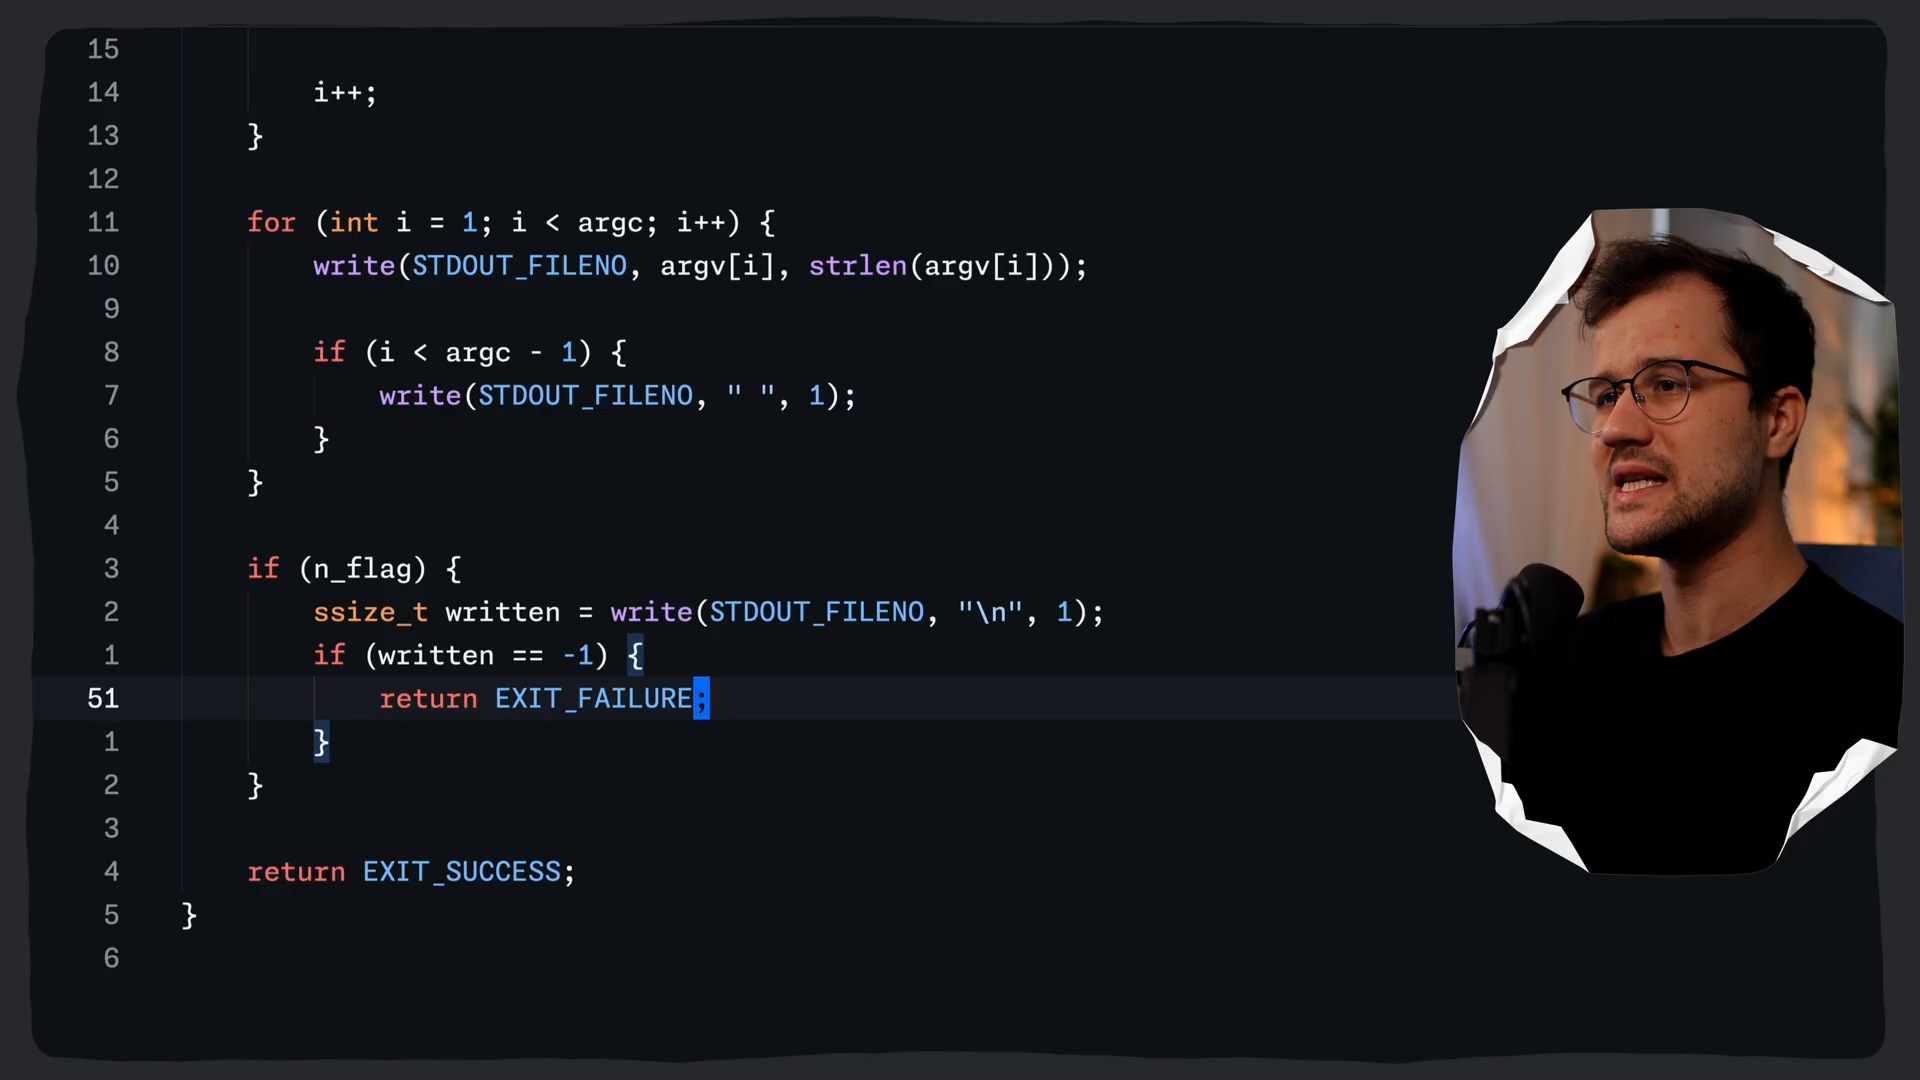 15
14 i++;
13 }
12
11 for (int i = 1; i < argc; i++) {
10 write(STDOUT_FILENO, argv[i], strlen(argv[i]));
9
8 if (i < argc - 1) {
7 write(STDOUT_FILENO, " ", 1);
6 }
5 }
4
3 if (n_flag) {
2 ssize_t written = write(STDOUT_FILENO, "\n", 1);
1 if (written == -1) {
51 return EXIT_FAILURE;
1 }
2 }
3
4 return EXIT_SUCCESS;
5 }
6